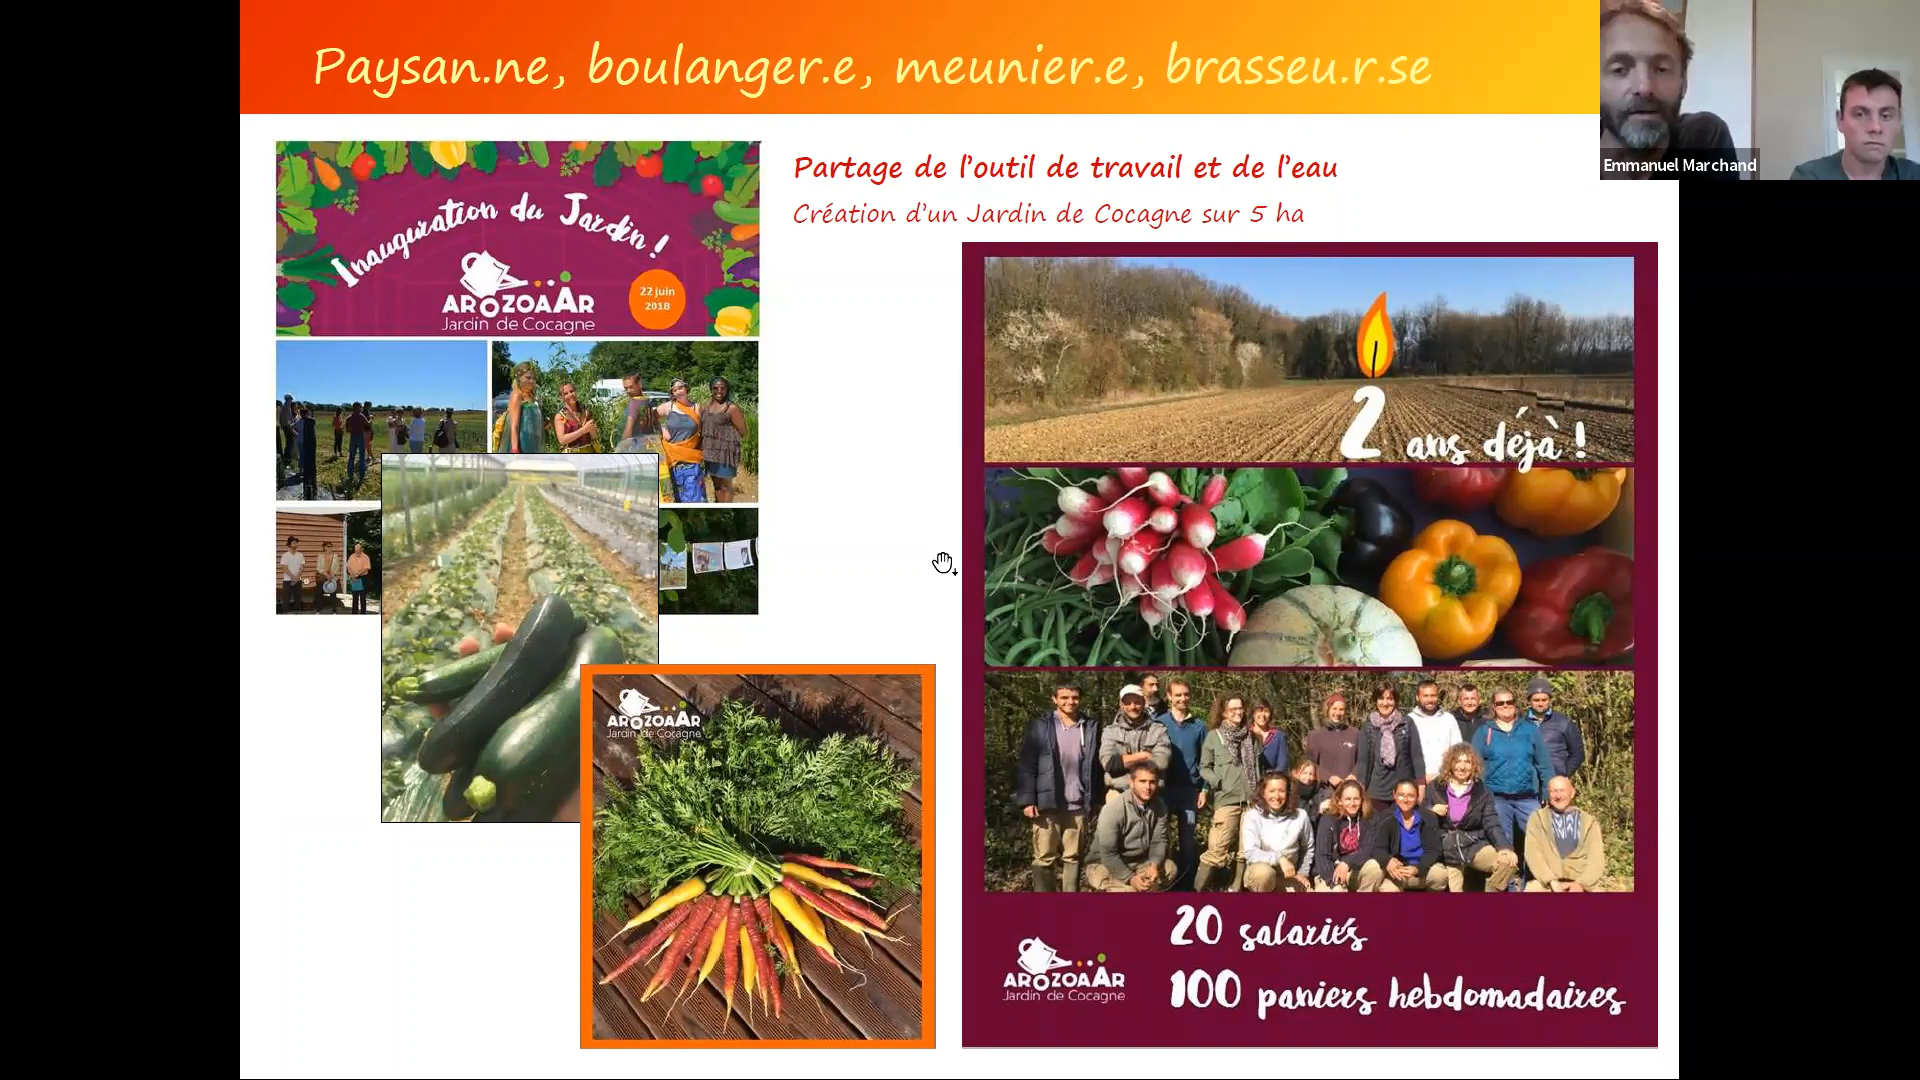 Paysan.ne, boulanger.e, meunier.e, brasseu.r.se
Emmanuel Marchand
Partage de l'outil de travail et de l'eau
Création d'un Jardin de Cocagne sur 5 ha
Inauguration du Jardin !
AROZOAAR
Jardin de Cocagne
22 juin
2018
2 ans déjà !
AROZOAAR
Jardin de Cocagne
20 salariés
100 paniers hebdomadaires
AROZOAAR
Jardin de Cocagne